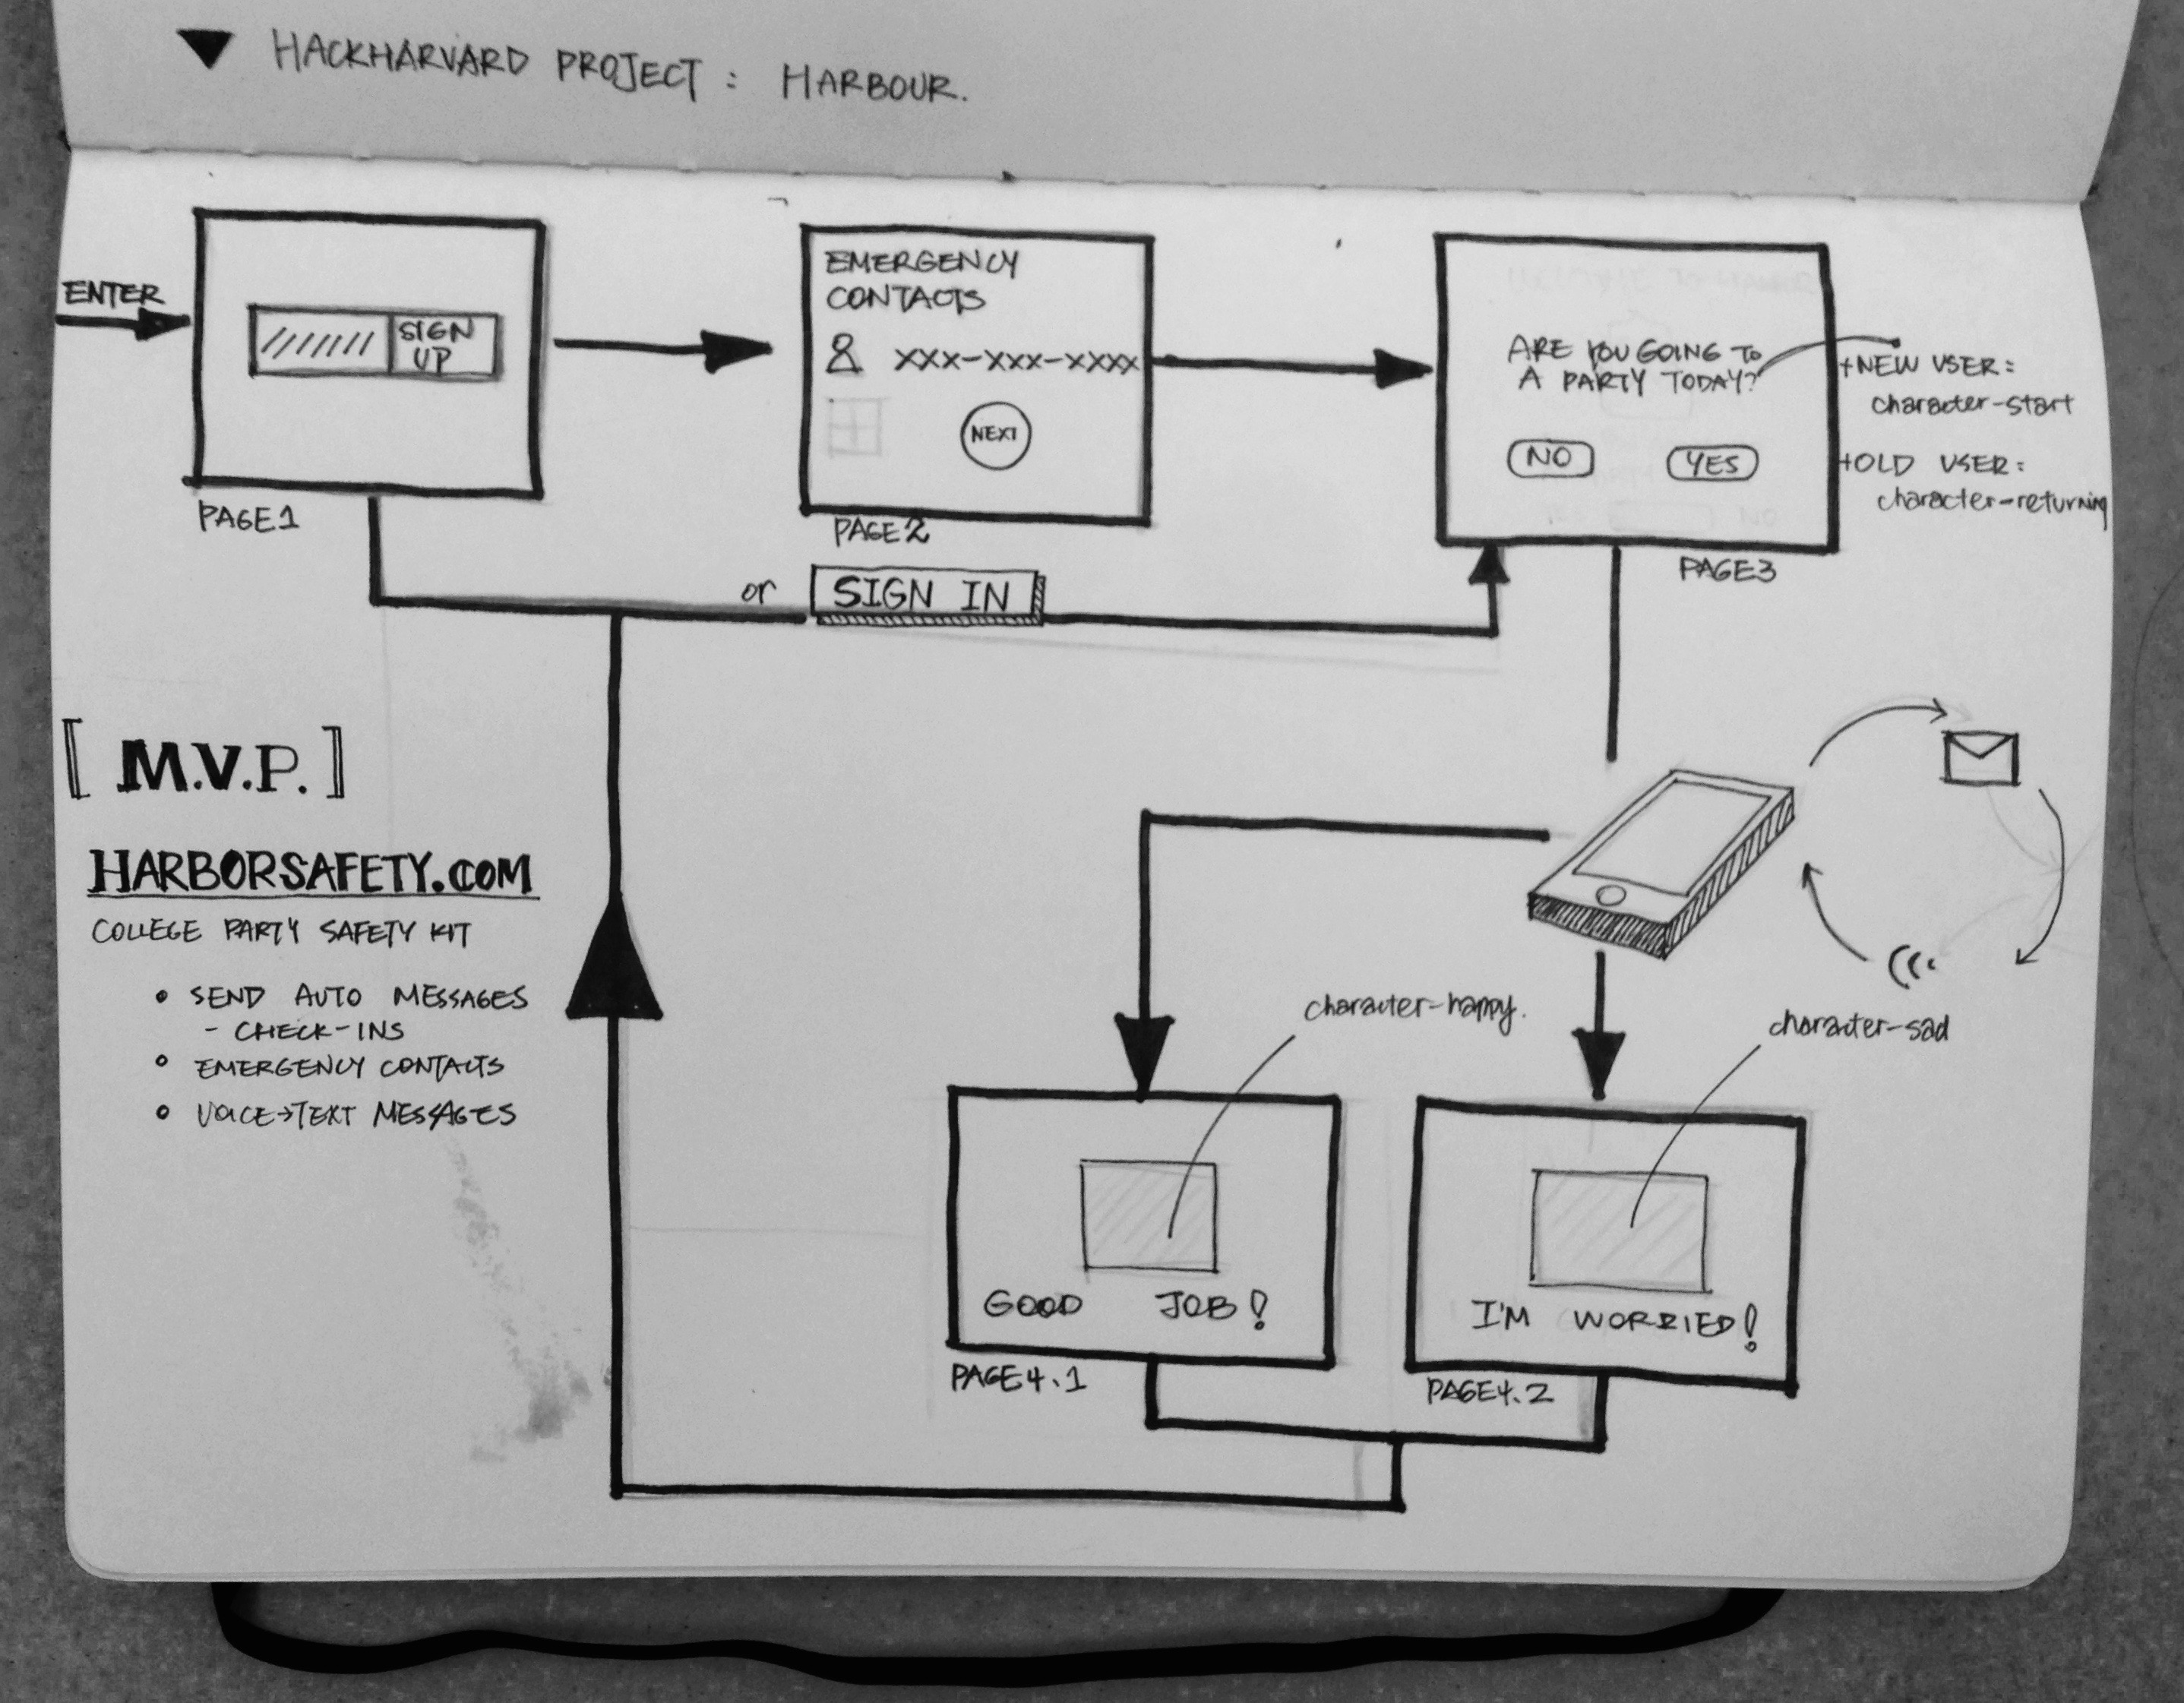 ▼ HACKHARVARD PROJECT : HARBOUR.
ENTER
SIGN
UP
PAGE1
EMERGENCY
CONTACTS
XXX-XXX-XXXX
NEXT
PAGE2
ARE YOU GOING TO
A PARTY TODAY?
NO
YES
PAGE3
+NEW USER:
character-start
+OLD USER:
character-returning
or
SIGN IN
[ M.V.P. ]
HARBORSAFETY.COM
COLLEGE PARTY SAFETY KIT
• SEND AUTO MESSAGES
- CHECK-INS
• EMERGENCY CONTACTS
• VOICE→TEXT MESSAGES
character-happy.
character-sad
GOOD JOB!
PAGE4.1
I'M WORRIED!
PAGE4.2